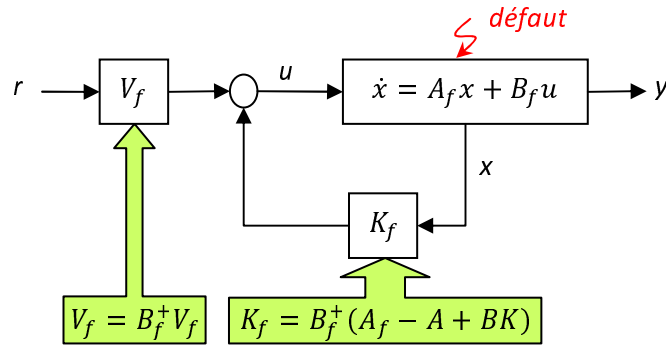 défaut
r
V_f
u
ẋ = A_f x + B_f u
y
x
K_f
V_f = B_f^+ V_f
K_f = B_f^+ (A_f − A + BK)